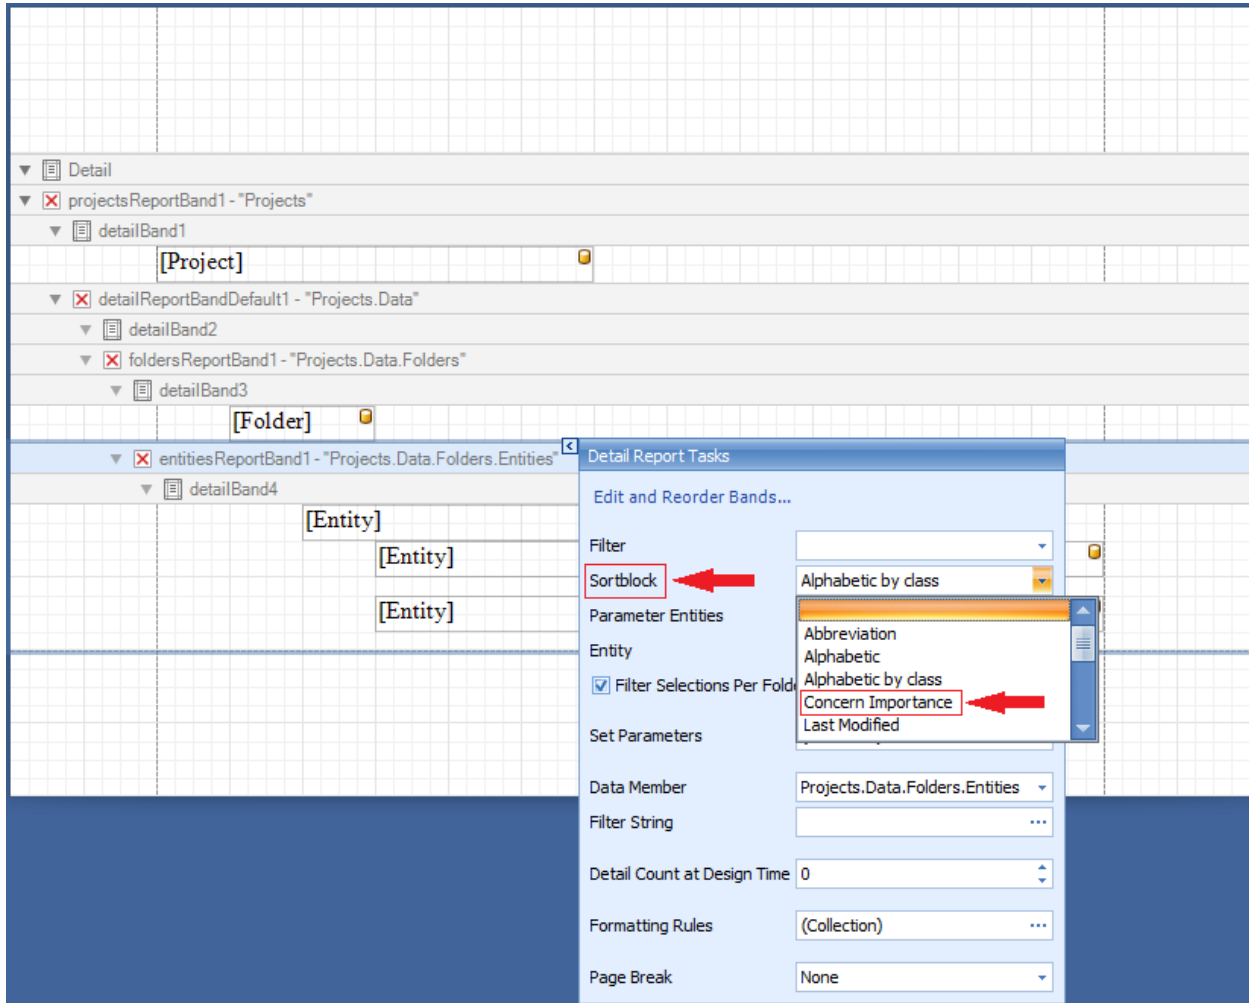 Detail
projectsReportBand1 - "Projects"
detailBand1
[Project]
detailReportBandDefault1 - "Projects.Data"
detailBand2
foldersReportBand1 - "Projects.Data.Folders"
detailBand3
[Folder]
entitiesReportBand1 - "Projects.Data.Folders.Entities"
detailBand4
[Entity]
[Entity]
[Entity]
Detail Report Tasks
Edit and Reorder Bands...
Filter
Sortblock Alphabetic by class
Parameter Entities
Entity
Filter Selections Per Folde
Abbreviation
Alphabetic
Alphabetic by class
Concern Importance
Last Modified
Set Parameters
Data Member Projects.Data.Folders.Entities
Filter String
Detail Count at Design Time 0
Formatting Rules (Collection)
Page Break None